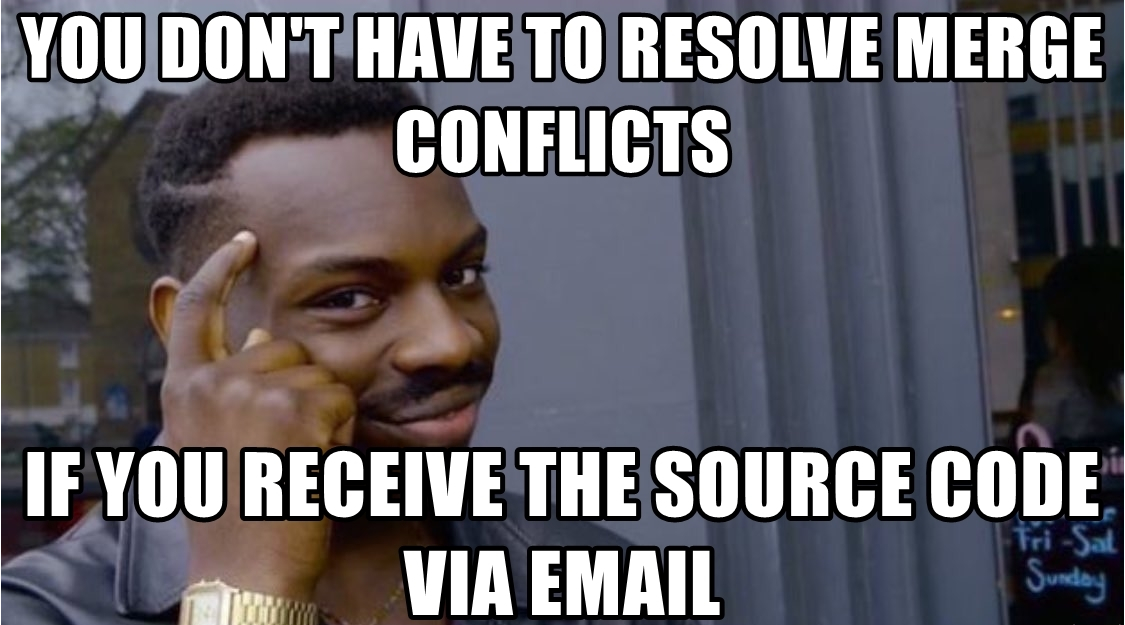 YOU DON'T HAVE TO RESOLVE MERGE
CONFLICTS
IF YOU RECEIVE THE SOURCE CODE
VIA EMAIL
Fri - Sat
Sunday